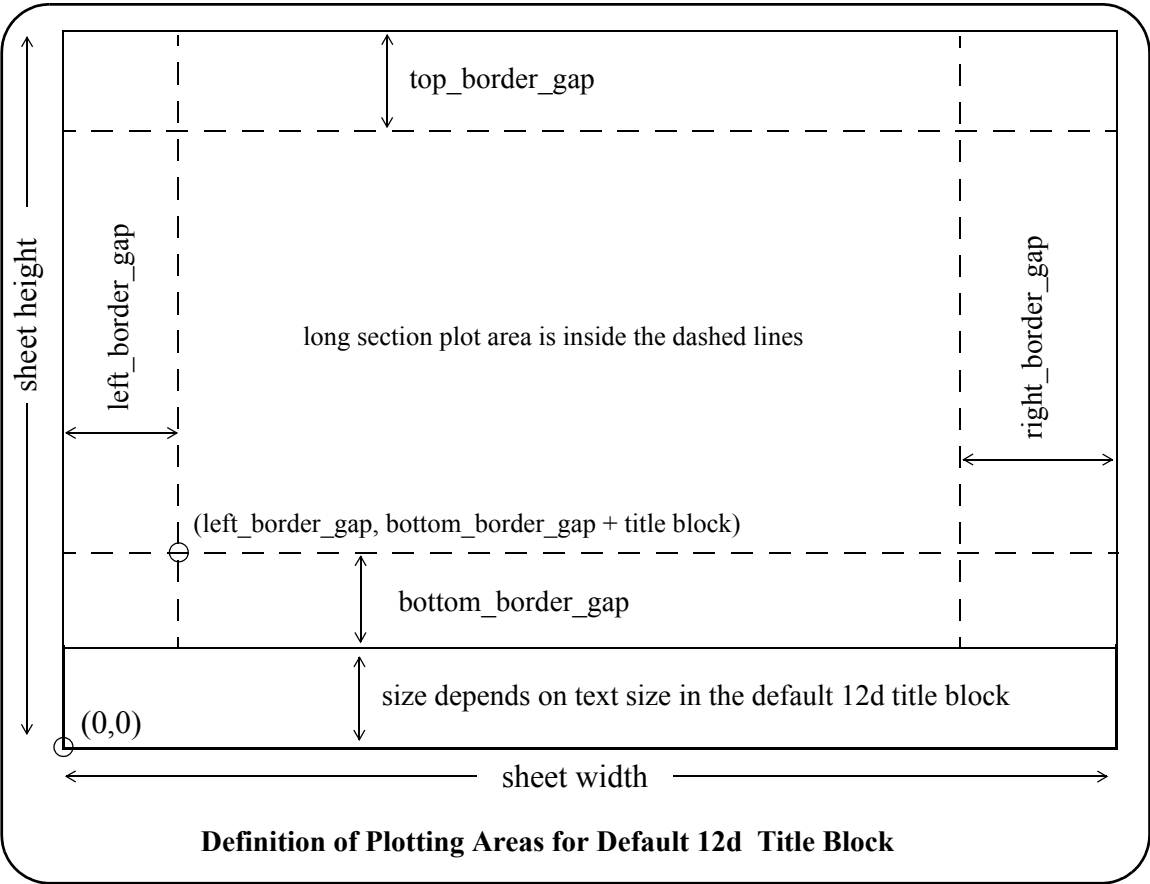 top_border_gap
left_border_gap
sheet height
right_border_gap
long section plot area is inside the dashed lines
(left_border_gap, bottom_border_gap + title block)
bottom_border_gap
size depends on text size in the default 12d title block
(0,0)
sheet width
Definition of Plotting Areas for Default 12d Title Block